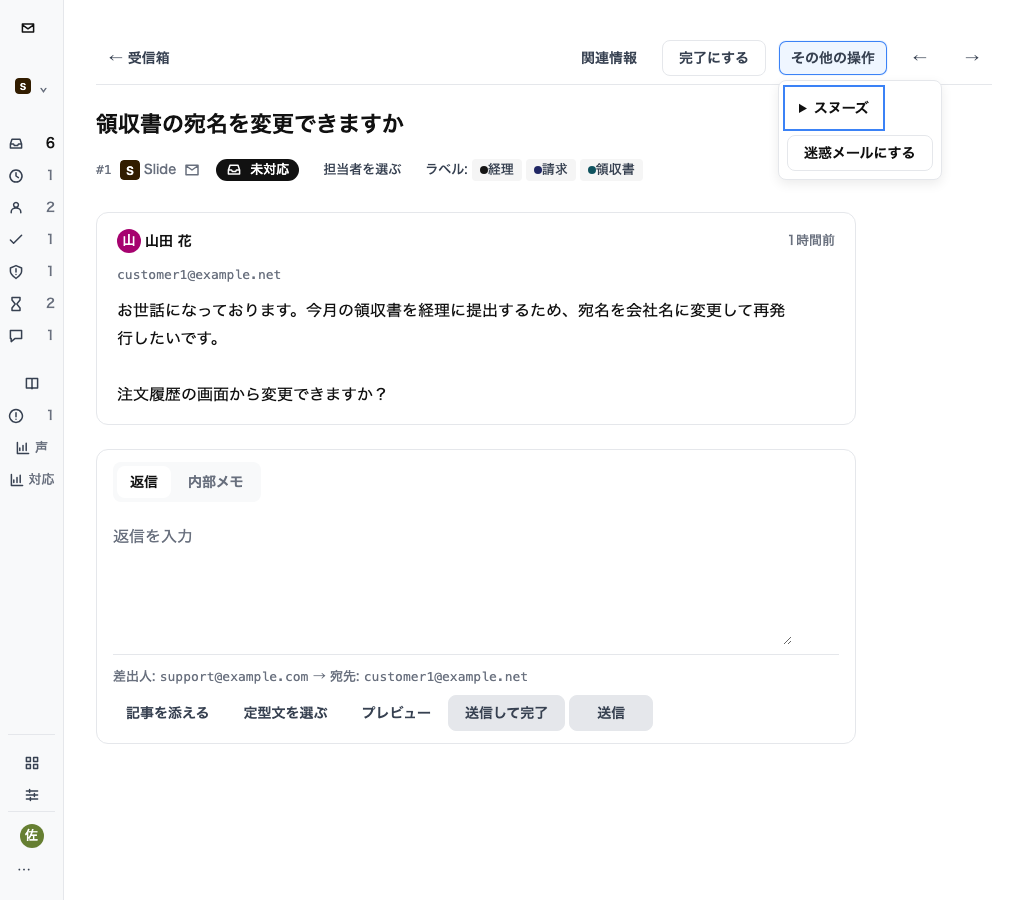 S
6
1
2
1
1
2
1
1
声
対応
佐
…
← 受信箱
関連情報
完了にする
その他の操作
←
→
▶ スヌーズ
迷惑メールにする
領収書の宛名を変更できますか
#1 S Slide 未対応 担当者を選ぶ ラベル: ●経理 ●請求 ●領収書
山 山田 花 1時間前
customer1@example.net
お世話になっております。今月の領収書を経理に提出するため、宛名を会社名に変更して再発
行したいです。
注文履歴の画面から変更できますか？
返信 内部メモ
返信を入力
差出人: support@example.com → 宛先: customer1@example.net
記事を添える 定型文を選ぶ プレビュー 送信して完了 送信